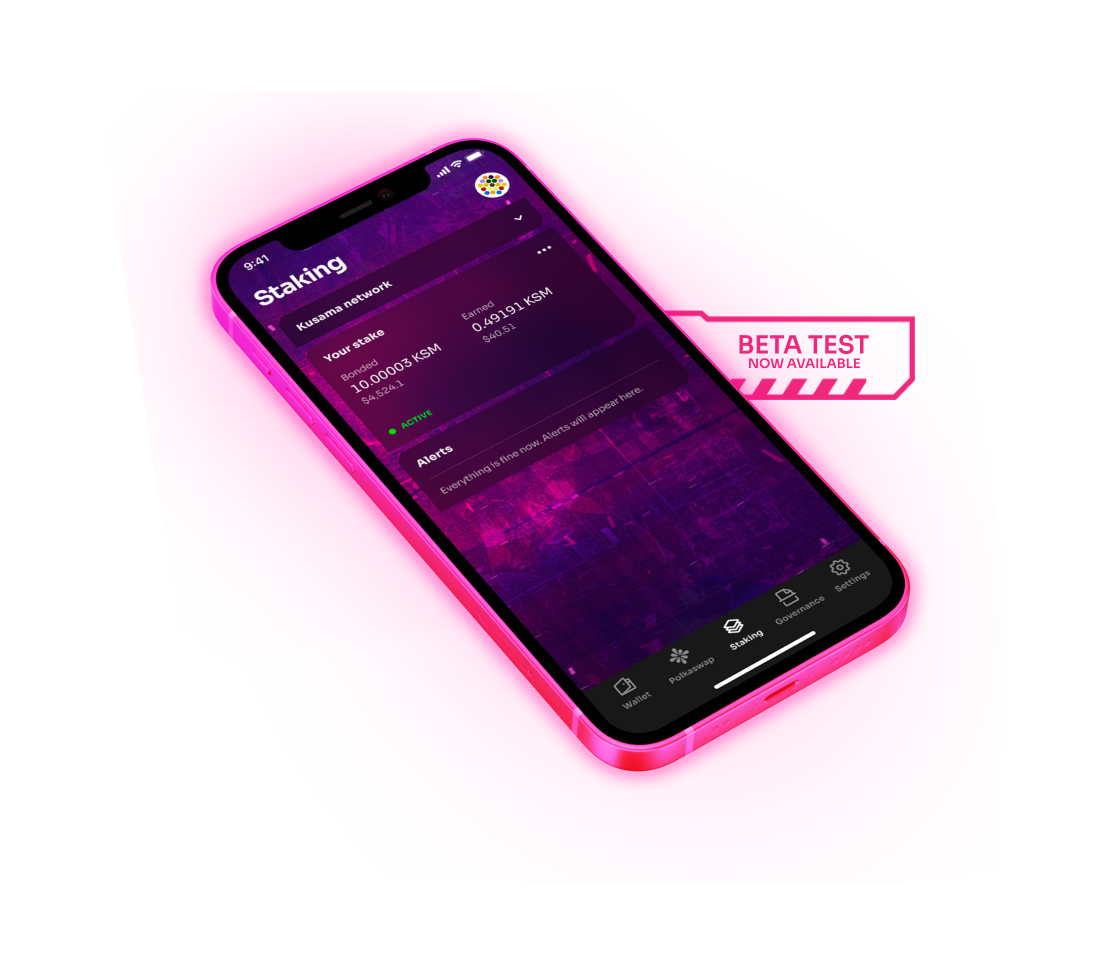 9:41
Staking
Kusama network
Your stake
Bonded
10.00003 KSM
$4,524.1
Earned
0.49191 KSM
$40.51
ACTIVE
Alerts
Everything is fine now. Alerts will appear here.
Wallet
Polkaswap
Staking
Governance
Settings
BETA TEST
NOW AVAILABLE